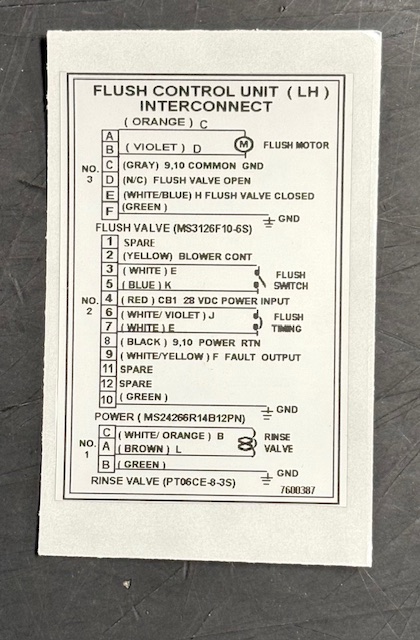 FLUSH CONTROL UNIT ( LH )
INTERCONNECT
( ORANGE ) C
A
B ( VIOLET ) D M FLUSH MOTOR
C (GRAY) 9,10 COMMON GND
NO. 3
D (N/C) FLUSH VALVE OPEN
E (WHITE/BLUE) H FLUSH VALVE CLOSED
F (GREEN)
GND
FLUSH VALVE (MS3126F10-6S)
1 SPARE
2 (YELLOW) BLOWER CONT
3 ( WHITE ) E FLUSH
5 ( BLUE ) K SWITCH
4 ( RED ) CB1 28 VDC POWER INPUT
NO. 2
6 ( WHITE/ VIOLET ) J FLUSH
7 ( WHITE ) E TIMING
8 ( BLACK ) 9,10 POWER RTN
9 ( WHITE/YELLOW ) F FAULT OUTPUT
11 SPARE
12 SPARE
10 ( GREEN )
GND
POWER ( MS24266R14B12PN)
C ( WHITE/ ORANGE ) B RINSE
NO. 1 A ( BROWN ) L VALVE
B ( GREEN )
GND
RINSE VALVE (PT06CE-8-3S)
7600387